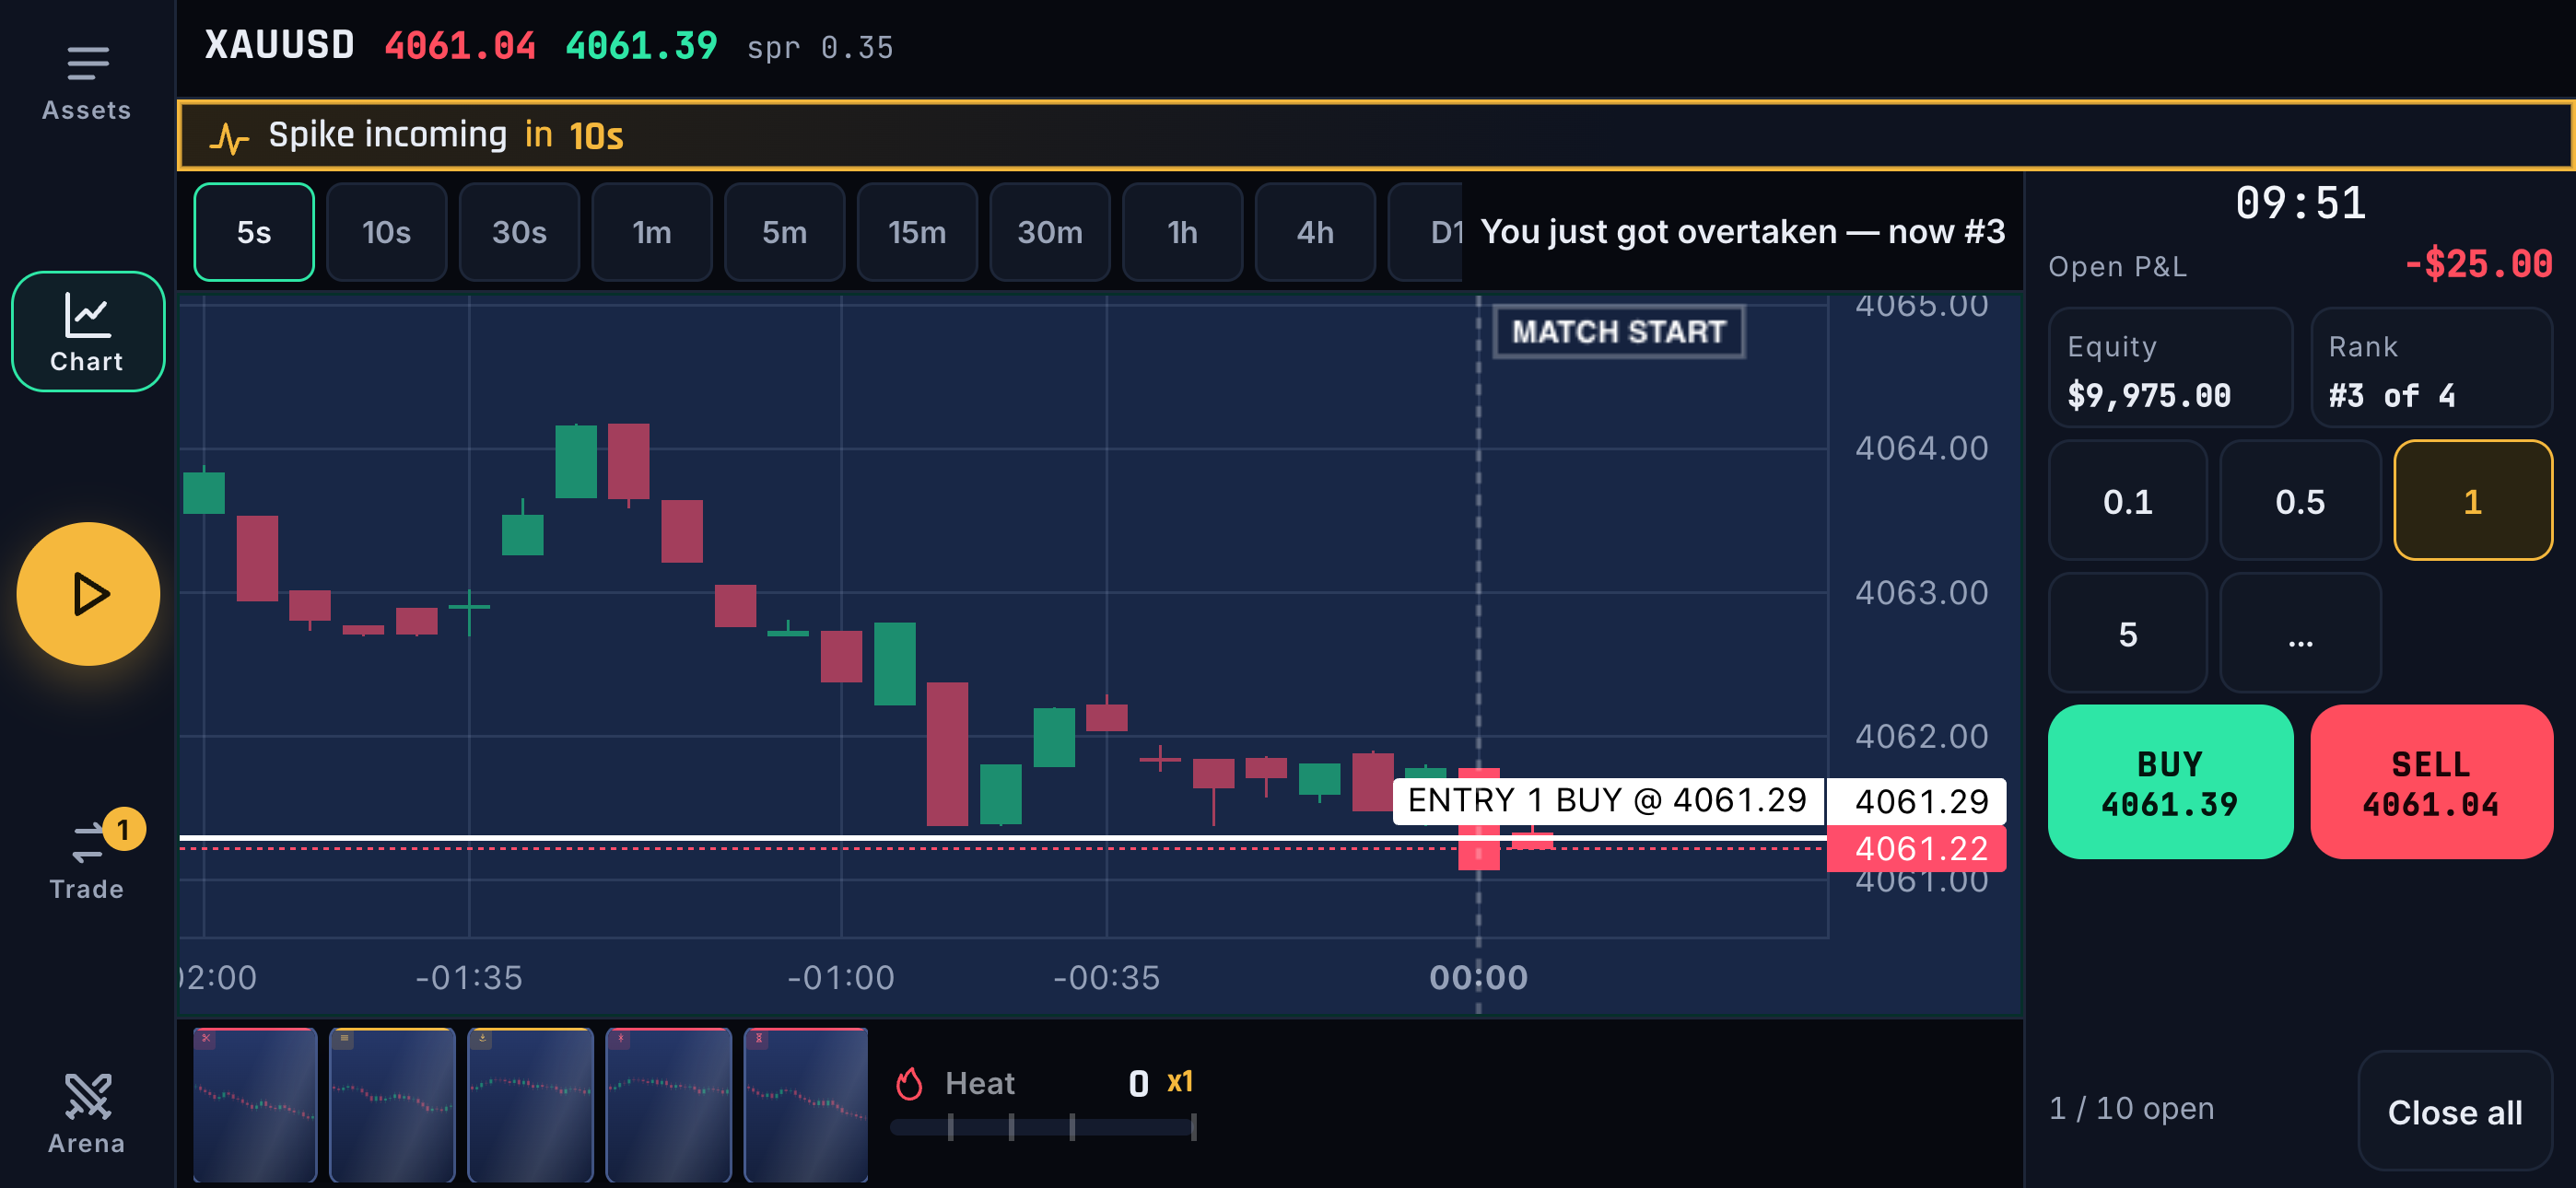 Assets
XAUUSD 4061.04 4061.39 spr 0.35
Spike incoming in 10s
5s 10s 30s 1m 5m 15m 30m 1h 4h D1
You just got overtaken — now #3
Chart
Trade
1
Arena
MATCH START
4065.00
4064.00
4063.00
4062.00
ENTRY 1 BUY @ 4061.29
4061.29
4061.22
4061.00
02:00 -01:35 -01:00 -00:35 00:00
Heat 0 x1
09:51
Open P&L -$25.00
Equity
$9,975.00
Rank
#3 of 4
0.1 0.5 1
5 ...
BUY
4061.39
SELL
4061.04
1 / 10 open
Close all